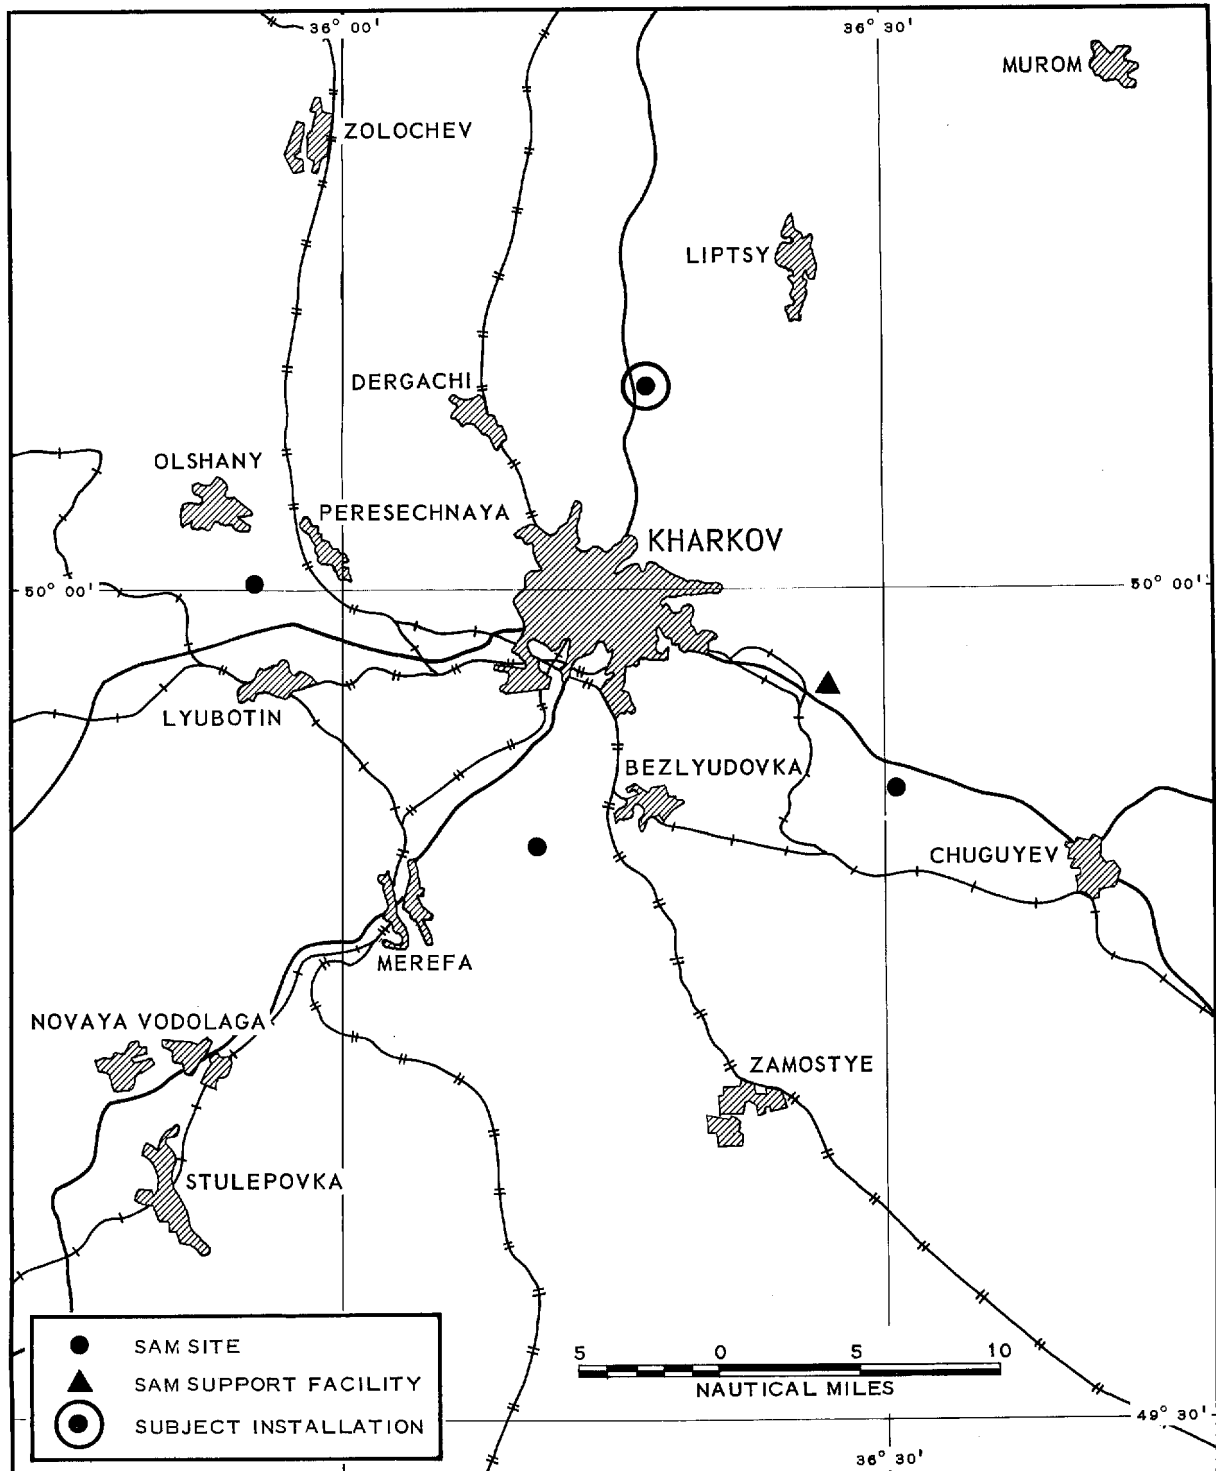 36° 00'
36° 30'
MUROM
ZOLOCHEV
LIPTSY
DERGACHI
OLSHANY
PERESECHNAYA
KHARKOV
50° 00'
50° 00'
LYUBOTIN
BEZLYUDOVKA
CHUGUYEV
MEREFA
NOVAYA VODOLAGA
ZAMOSTYE
STULEPOVKA
SAM SITE
SAM SUPPORT FACILITY
SUBJECT INSTALLATION
5 0 5 10
NAUTICAL MILES
49° 30'
36° 30'